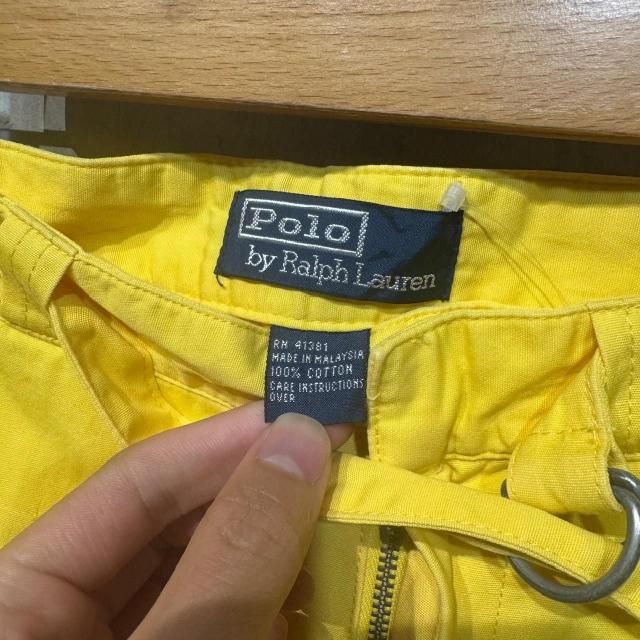 Polo
by Ralph Lauren
RN 41381
MADE IN MALAYSIA
100% COTTON
CARE INSTRUCTIONS
OVER